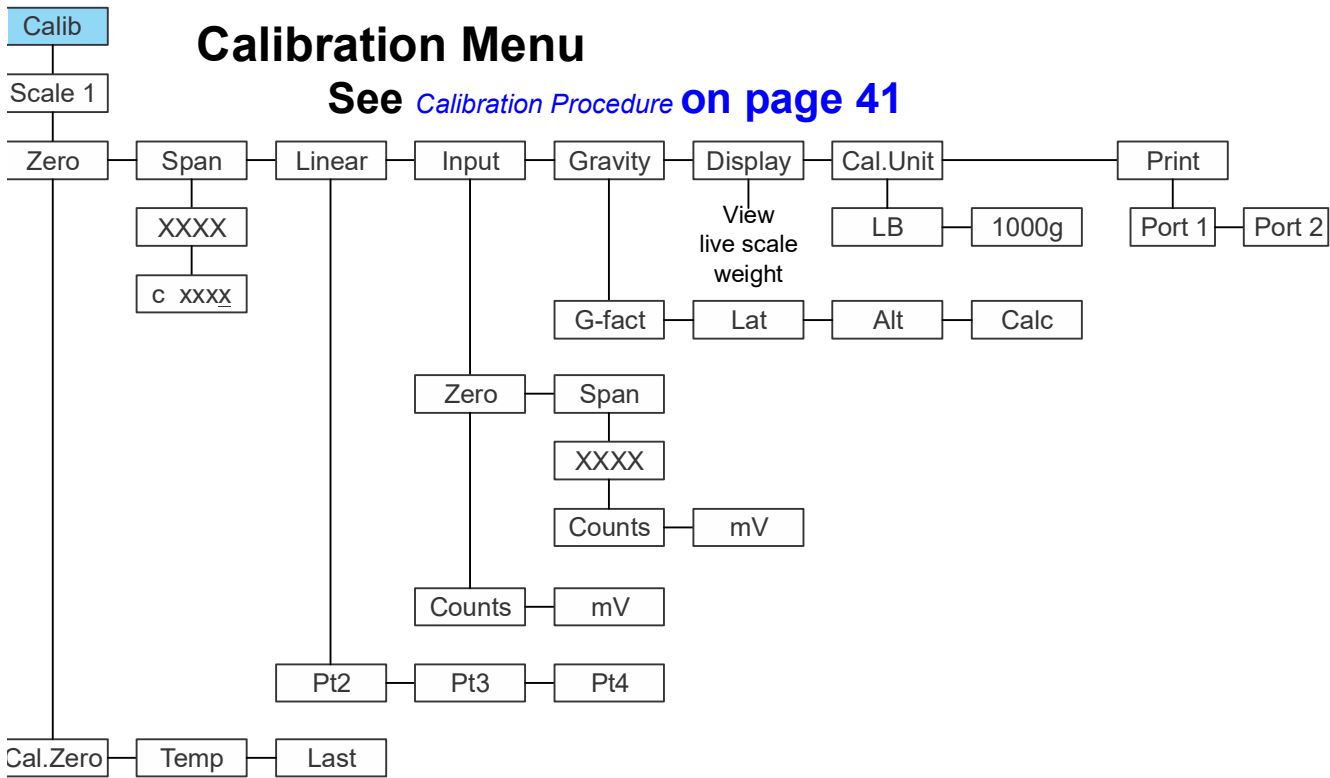 Calib
Calibration Menu
Scale 1
See Calibration Procedure on page 41
Zero Span Linear Input Gravity Display Cal.Unit Print
XXXX View LB 1000g Port 1 Port 2
live scale
weight
c xxxx
G-fact Lat Alt Calc
Zero Span
XXXX
Counts mV
Counts mV
Pt2 Pt3 Pt4
Cal.Zero Temp Last